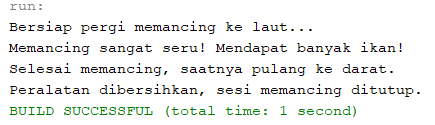 run:
Bersiap pergi memancing ke laut...
Memancing sangat seru! Mendapat banyak ikan!
Selesai memancing, saatnya pulang ke darat.
Peralatan dibersihkan, sesi memancing ditutup.
BUILD SUCCESSFUL (total time: 1 second)